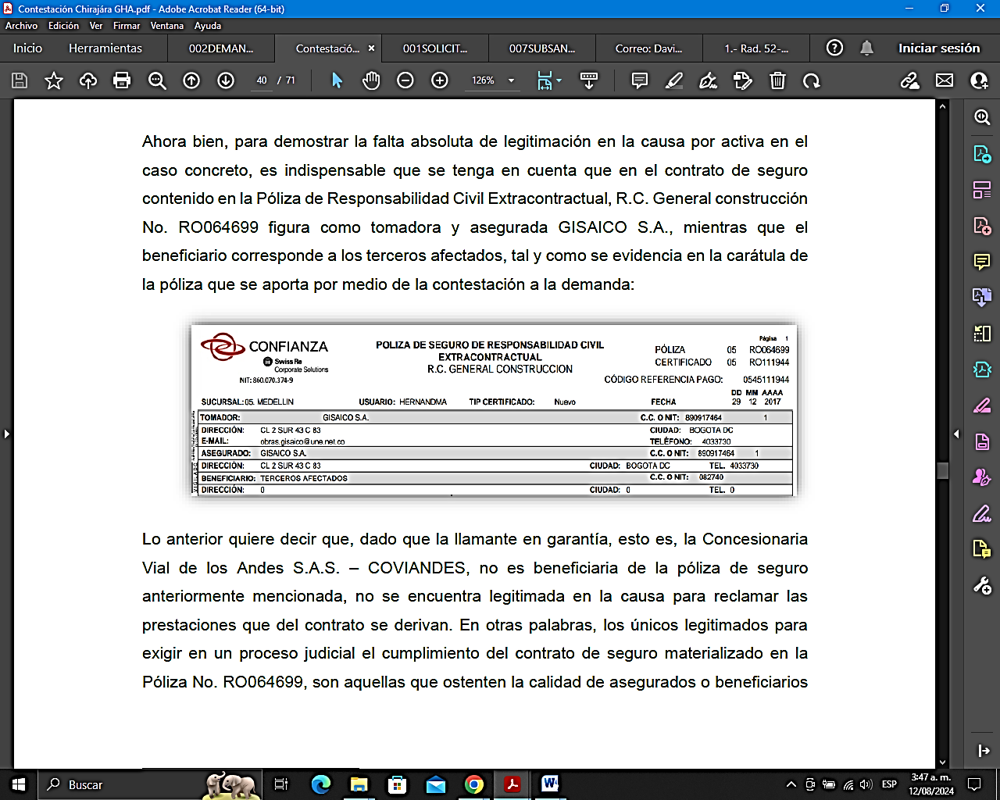 Contestación Chirajára GHA.pdf - Adobe Acrobat Reader (64-bit)
Archivo Edición Ver Firmar Ventana Ayuda
Inicio Herramientas 002DEMAN... Contestació... × 001SOLICIT... 007SUBSAN... Correo: Davi... 1.- Rad. 52-... Iniciar sesión
40 / 71 126%
Ahora bien, para demostrar la falta absoluta de legitimación en la causa por activa en el
caso concreto, es indispensable que se tenga en cuenta que en el contrato de seguro
contenido en la Póliza de Responsabilidad Civil Extracontractual, R.C. General construcción
No. RO064699 figura como tomadora y asegurada GISAICO S.A., mientras que el
beneficiario corresponde a los terceros afectados, tal y como se evidencia en la carátula de
la póliza que se aporta por medio de la contestación a la demanda:
CONFIANZA
Swiss Re
Corporate Solutions
NIT: 860.070.374-9
POLIZA DE SEGURO DE RESPONSABILIDAD CIVIL
EXTRACONTRACTUAL
R.C. GENERAL CONSTRUCCION
Página 1
PÓLIZA 05 RO064699
CERTIFICADO 05 RO111944
CÓDIGO REFERENCIA PAGO: 0545111944
DD MM AAAA
SUCURSAL: 05. MEDELLIN USUARIO: HERNANDMA TIP CERTIFICADO: Nuevo FECHA 29 12 2017
TOMADOR: GISAICO S.A. C.C. O NIT: 890917464 1
DIRECCIÓN: CL 2 SUR 43 C 83 CIUDAD: BOGOTA DC
E-MAIL: obras.gisaico@une.net.co TELÉFONO: 4033730
ASEGURADO: GISAICO S.A. C.C. O NIT: 890917464 1
DIRECCIÓN: CL 2 SUR 43 C 83 CIUDAD: BOGOTA DC TEL. 4033730
BENEFICIARIO: TERCEROS AFECTADOS C.C. O NIT: 082740
DIRECCIÓN: 0 CIUDAD: 0 TEL. 0
Lo anterior quiere decir que, dado que la llamante en garantía, esto es, la Concesionaria
Vial de los Andes S.A.S. – COVIANDES, no es beneficiaria de la póliza de seguro
anteriormente mencionada, no se encuentra legitimada en la causa para reclamar las
prestaciones que del contrato se derivan. En otras palabras, los únicos legitimados para
exigir en un proceso judicial el cumplimiento del contrato de seguro materializado en la
Póliza No. RO064699, son aquellas que ostenten la calidad de asegurados o beneficiarios
Buscar
ESP
3:47 a. m.
12/08/2024